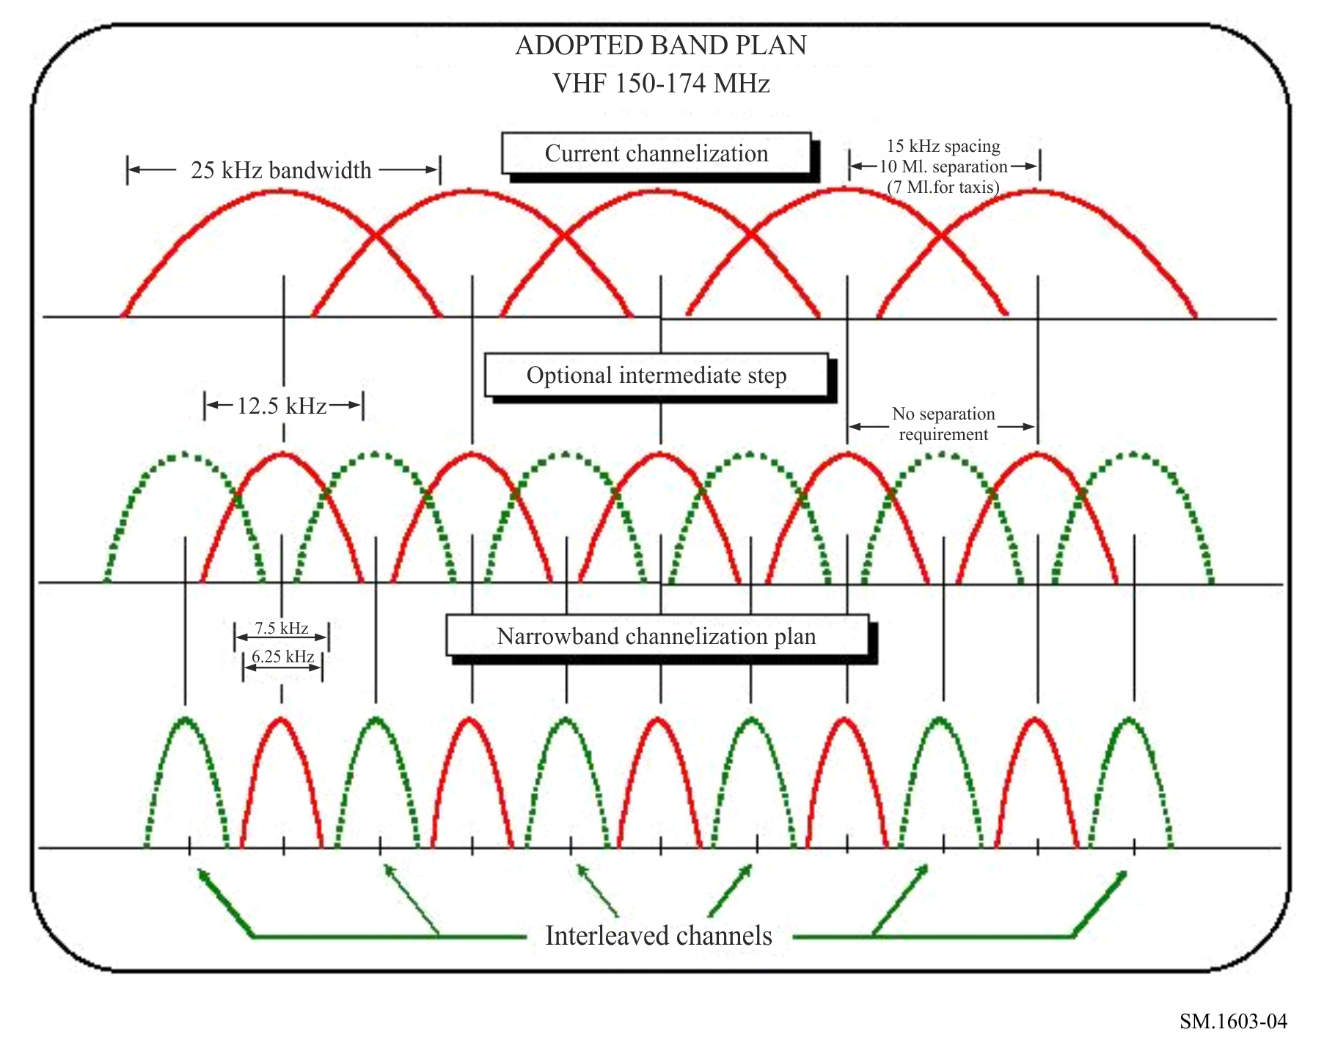 ADOPTED BAND PLAN
VHF 150-174 MHz
Current channelization
25 kHz bandwidth
15 kHz spacing
10 Ml. separation
(7 Ml.for taxis)
Optional intermediate step
12.5 kHz
No separation
requirement
Narrowband channelization plan
7.5 kHz
6.25 kHz
Interleaved channels
SM.1603-04